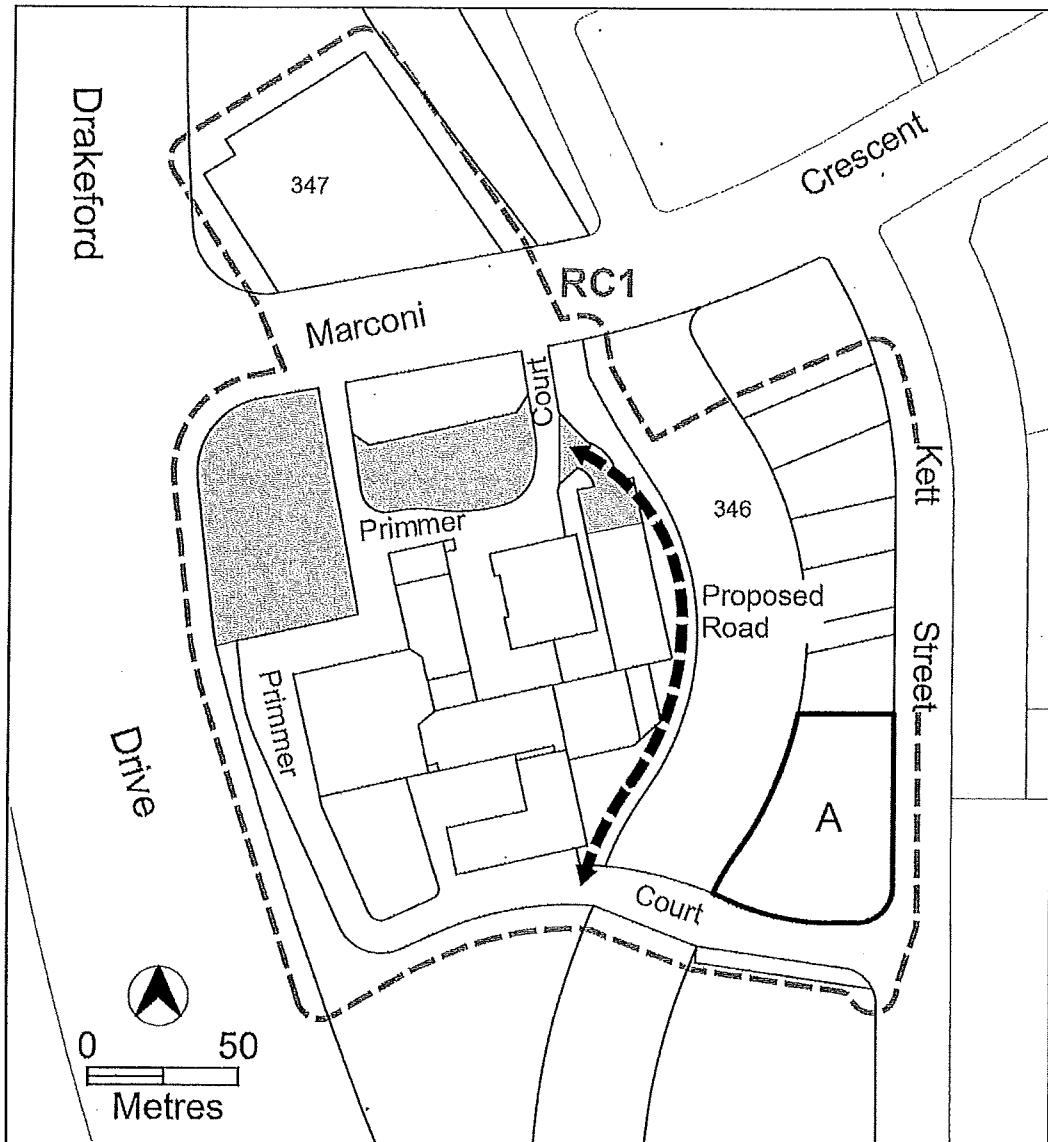 Drakeford
347
Crescent
RC1
Marconi
Court
Kett
Primmer
346
Proposed
Road
Street
Primmer
Drive
A
Court
0 50
Metres